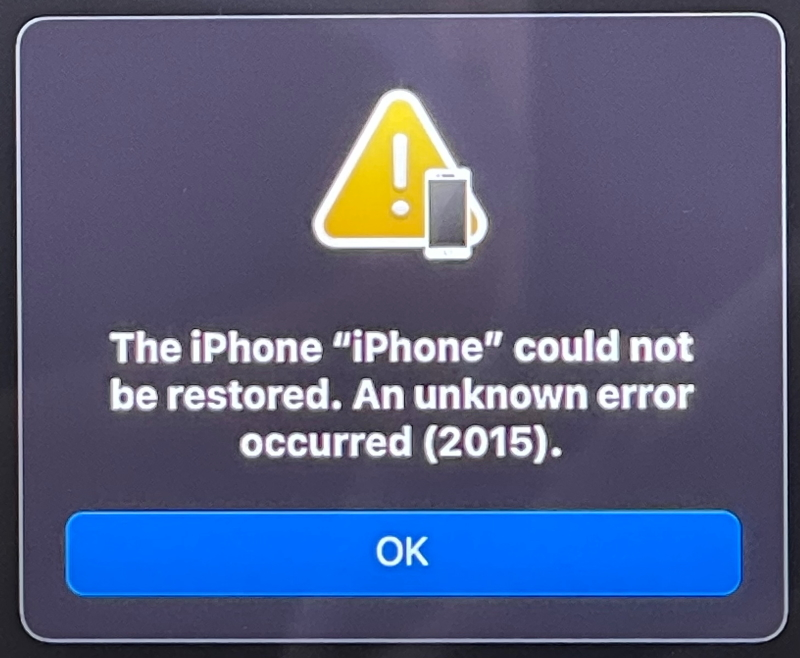 The iPhone “iPhone” could not
be restored. An unknown error
occurred (2015).
OK